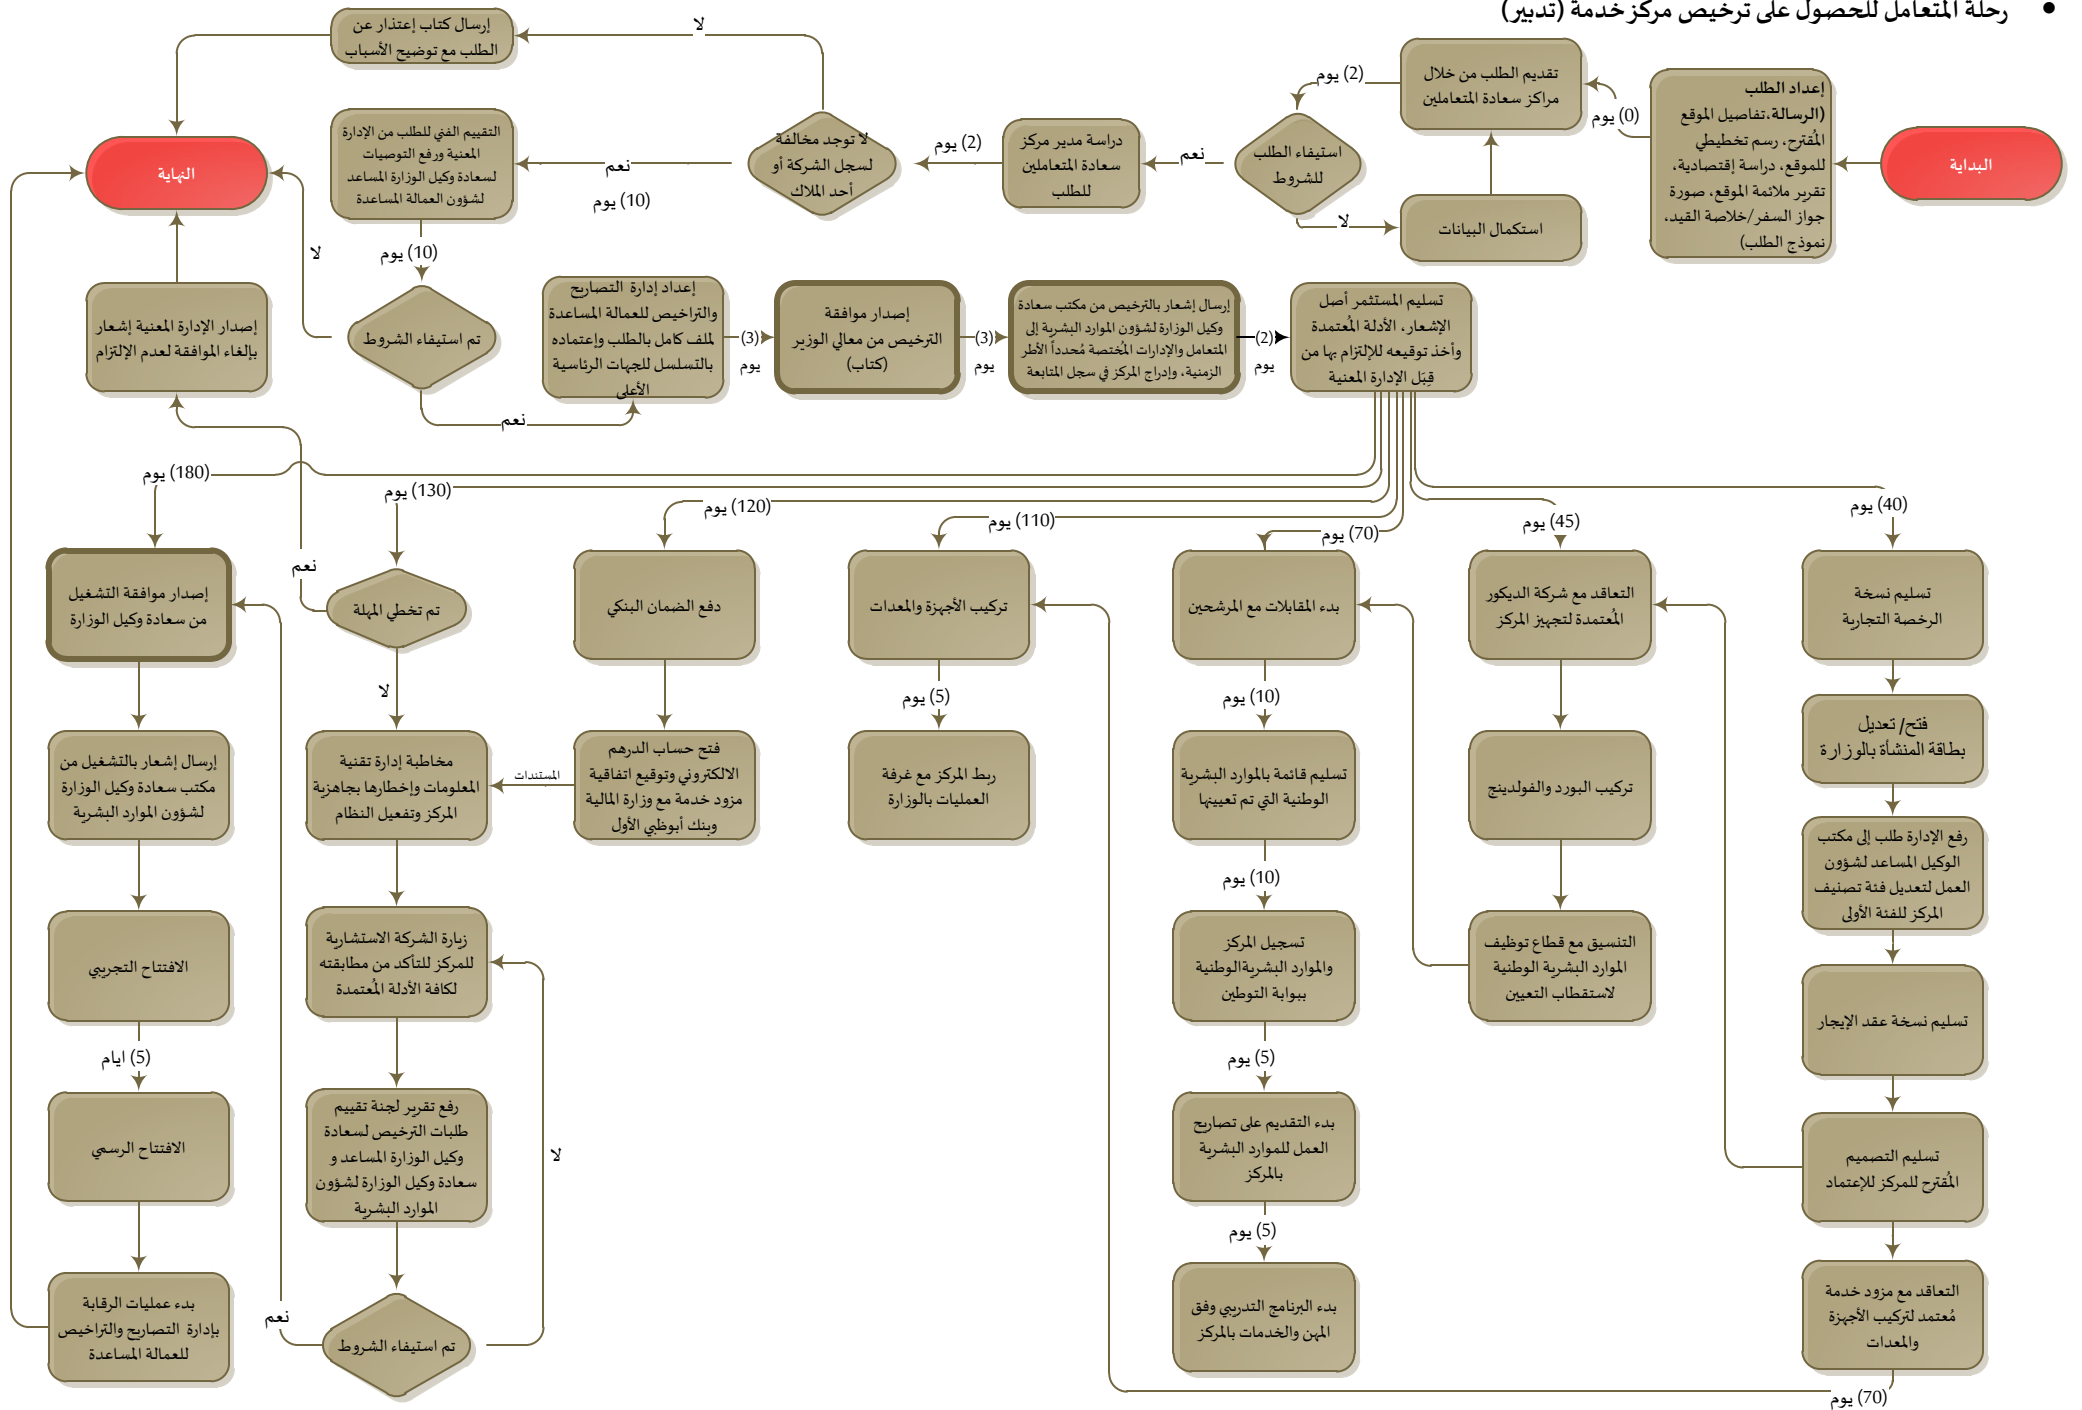 • رحلة المتعامل للحصول على ترخيص مركز خدمة (تدبير)
البداية
إعداد الطلب
(الرسالة،تفاصيل الموقع
المُقترح، رسم تخطيطي
للموقع، دراسة إقتصادية،
تقرير ملائمة الموقع، صورة
جواز السفر/خلاصة القيد،
نموذج الطلب)
(0) يوم
تقديم الطلب من خلال
مراكز سعادة المتعاملين
(2) يوم
استيفاء الطلب
للشروط
لا
استكمال البيانات
نعم
دراسة مدير مركز
سعادة المتعاملين
للطلب
(2) يوم
لا توجد مخالفة
لسجل الشركة أو
أحد الملاك
لا
إرسال كتاب إعتذار عن
الطلب مع توضيح الأسباب
نعم
(10) يوم
التقييم الفني للطلب من الإدارة
المعنية ورفع التوصيات
لسعادة وكيل الوزارة المساعد
لشؤون العمالة المساعدة
النهاية
(10) يوم
لا
تم استيفاء الشروط
نعم
إعداد إدارة التصاريح
والتراخيص للعمالة المساعدة
لملف كامل بالطلب وإعتماده
بالتسلسل للجهات الرئاسية
الأعلى
(3)
يوم
إصدار موافقة
الترخيص من معالي الوزير
(كتاب)
(3)
يوم
إرسال إشعار بالترخيص من مكتب سعادة
وكيل الوزارة لشؤون الموارد البشرية إلى
المتعامل والإدارات المُختصة مُحدداً الأطر
الزمنية، وإدراج المركز في سجل المتابعة
(2)
يوم
تسليم المستثمر أصل
الإشعار، الأدلة المُعتمدة
وأخذ توقيعه للإلتزام بها من
قِبَل الإدارة المعنية
إصدار الإدارة المعنية إشعار
بإلغاء الموافقة لعدم الإلتزام
(40) يوم
تسليم نسخة
الرخصة التجارية
فتح/ تعديل
بطاقة المنشأة بالوزارة
رفع الإدارة طلب إلى مكتب
الوكيل المساعد لشؤون
العمل لتعديل فئة تصنيف
المركز للفئة الأولى
تسليم نسخة عقد الإيجار
تسليم التصميم
المُقترح للمركز للإعتماد
التعاقد مع مزود خدمة
مُعتمد لتركيب الأجهزة
والمعدات
(70) يوم
(45) يوم
التعاقد مع شركة الديكور
المُعتمدة لتجهيز المركز
تركيب البورد والفولدينج
التنسيق مع قطاع توظيف
الموارد البشرية الوطنية
لاستقطاب التعيين
(70) يوم
بدء المقابلات مع المرشحين
(10) يوم
تسليم قائمة بالموارد البشرية
الوطنية التي تم تعيينها
(10) يوم
تسجيل المركز
والموارد البشريةالوطنية
ببوابة التوطين
(5) يوم
بدء التقديم على تصاريح
العمل للموارد البشرية
بالمركز
(5) يوم
بدء البرنامج التدريبي وفق
المهن والخدمات بالمركز
(110) يوم
تركيب الأجهزة والمعدات
(5) يوم
ربط المركز مع غرفة
العمليات بالوزارة
(120) يوم
دفع الضمان البنكي
فتح حساب الدرهم
الالكتروني وتوقيع اتفاقية
مزود خدمة مع وزارة المالية
وبنك أبوظبي الأول
المستندات
(130) يوم
تم تخطي المهلة
نعم
لا
مخاطبة إدارة تقنية
المعلومات وإخطارها بجاهزية
المركز وتفعيل النظام
زيارة الشركة الاستشارية
للمركز للتأكد من مطابقته
لكافة الأدلة المُعتمدة
رفع تقرير لجنة تقييم
طلبات الترخيص لسعادة
وكيل الوزارة المساعد و
سعادة وكيل الوزارة لشؤون
الموارد البشرية
لا
تم استيفاء الشروط
نعم
(180) يوم
إصدار موافقة التشغيل
من سعادة وكيل الوزارة
إرسال إشعار بالتشغيل من
مكتب سعادة وكيل الوزارة
لشؤون الموارد البشرية
الافتتاح التجريبي
(5) ايام
الافتتاح الرسمي
بدء عمليات الرقابة
بإدارة التصاريح والتراخيص
للعمالة المساعدة